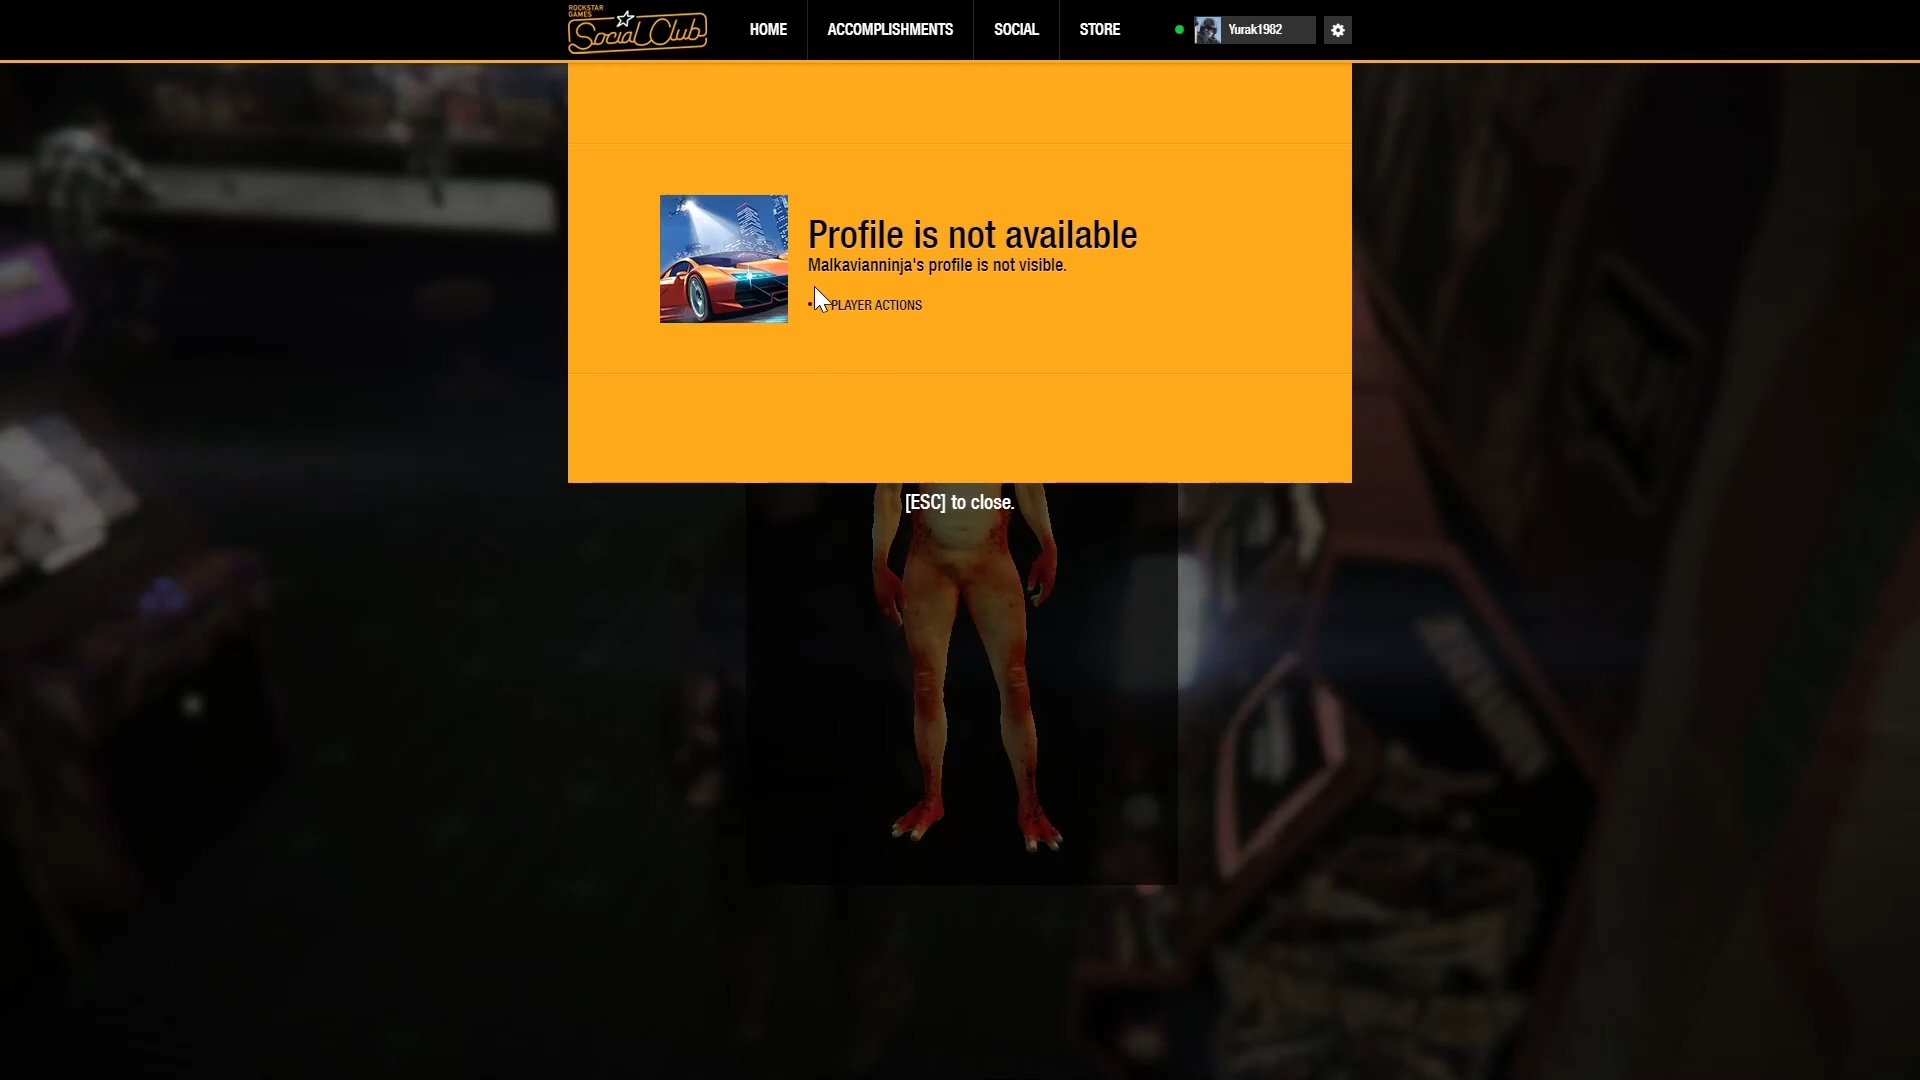 ROCKSTAR
GAMES
Social Club
HOME
ACCOMPLISHMENTS
SOCIAL
STORE
Yurak1982
Profile is not available
Malkavianninja's profile is not visible.
PLAYER ACTIONS
[ESC] to close.